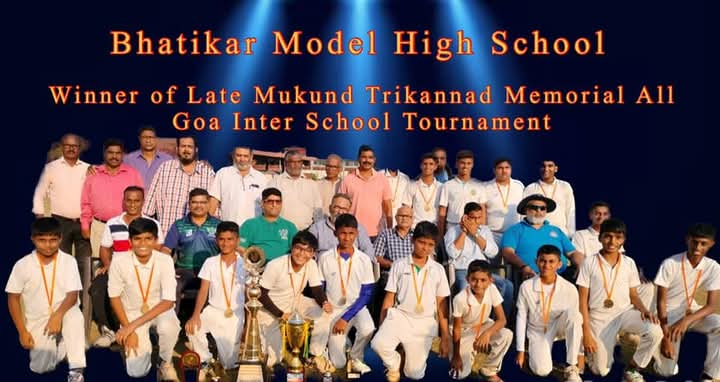 Bhatikar Model High School
Winner of Late Mukund Trikannad Memorial All
Goa Inter School Tournament